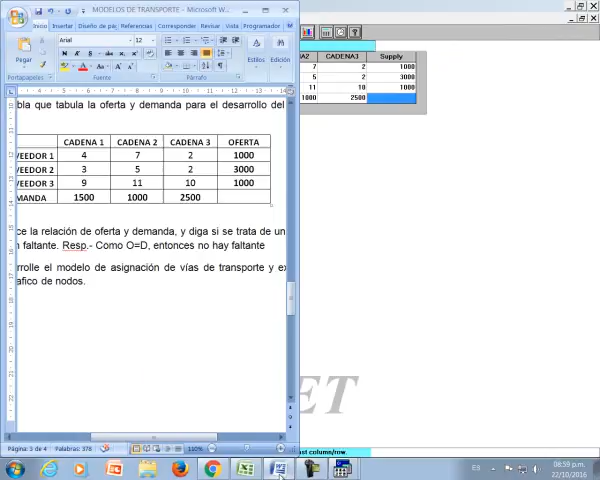 MODELOS DE TRANSPORTE - Microsoft W...
Inicio Insertar Diseño de pág Referencias Corresponder Revisar Vista Programador
Pegar
Arial 12
Estilos Edición
Portapapeles Fuente Párrafo
bla que tabula la oferta y demanda para el desarrollo del
CADENA 1 CADENA 2 CADENA 3 OFERTA
VEEDOR 1 4 7 2 1000
VEEDOR 2 3 5 2 3000
VEEDOR 3 9 11 10 1000
MANDA 1500 1000 2500
ce la relación de oferta y demanda, y diga si se trata de un
n faltante. Resp.- Como O=D, entonces no hay faltante
rrolle el modelo de asignación de vías de transporte y ex
afico de nodos.
Página: 3 de 4 Palabras: 378 110%
A2 CADENA3 Supply
7 2 1000
5 2 3000
11 10 1000
1000 2500
ET
ast column/row.
ES 08:59 p.m.
22/10/2016